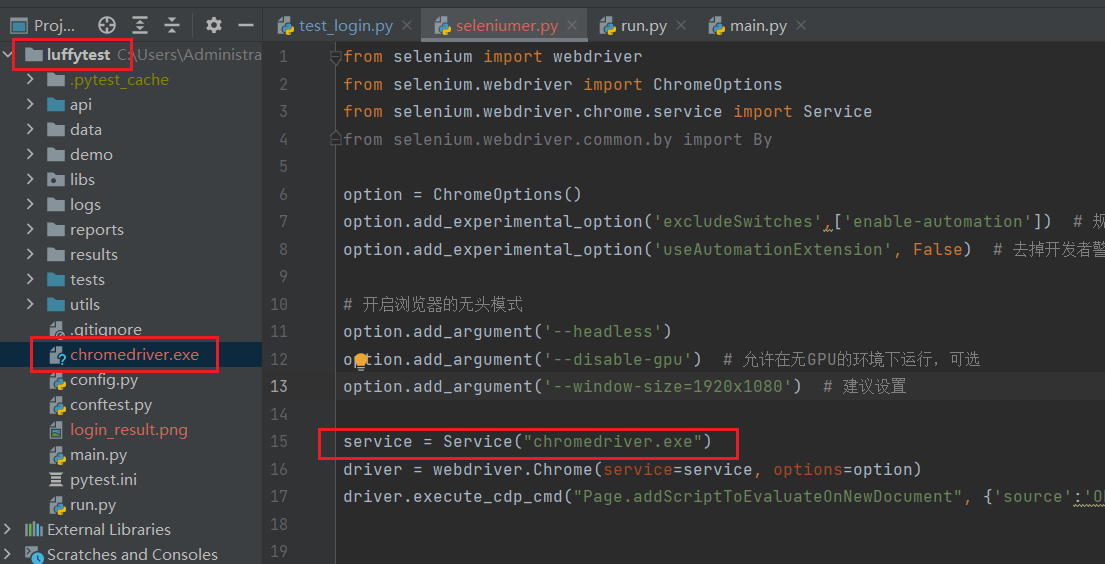 Proj...
test_login.py
seleniumer.py
run.py
main.py
luffytest C:\Users\Administra
.pytest_cache
api
data
demo
libs
logs
reports
results
tests
utils
.gitignore
chromedriver.exe
config.py
conftest.py
login_result.png
main.py
pytest.ini
run.py
External Libraries
Scratches and Consoles
1 from selenium import webdriver
2 from selenium.webdriver import ChromeOptions
3 from selenium.webdriver.chrome.service import Service
4 from selenium.webdriver.common.by import By
5
6 option = ChromeOptions()
7 option.add_experimental_option('excludeSwitches',['enable-automation']) # 规
8 option.add_experimental_option('useAutomationExtension', False) # 去掉开发者警
9
10 # 开启浏览器的无头模式
11 option.add_argument('--headless')
12 option.add_argument('--disable-gpu') # 允许在无GPU的环境下运行，可选
13 option.add_argument('--window-size=1920x1080') # 建议设置
14
15 service = Service("chromedriver.exe")
16 driver = webdriver.Chrome(service=service, options=option)
17 driver.execute_cdp_cmd("Page.addScriptToEvaluateOnNewDocument", {'source':'O
18
19